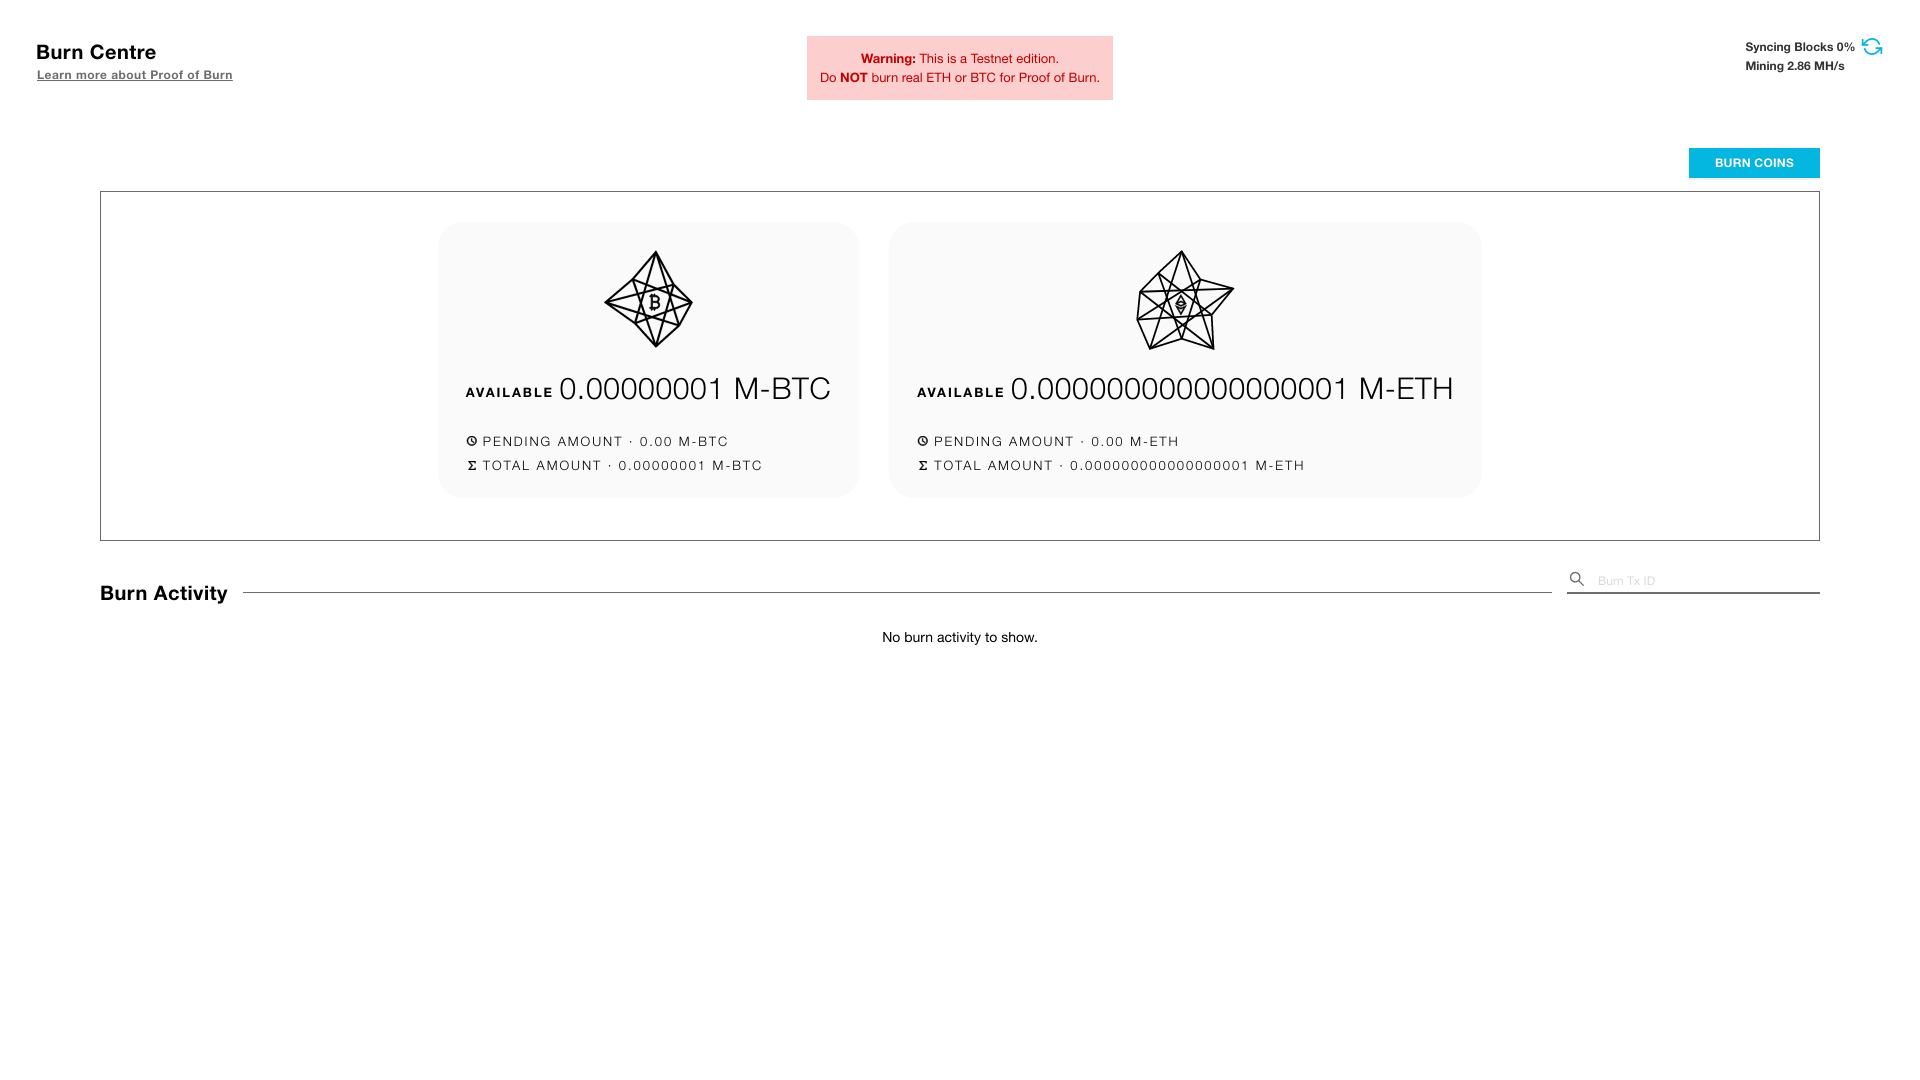 Burn Centre
Learn more about Proof of Burn
Warning: This is a Testnet edition.
Do NOT burn real ETH or BTC for Proof of Burn.
Syncing Blocks 0%
Mining 2.86 MH/s
BURN COINS
AVAILABLE 0.00000001 M-BTC
PENDING AMOUNT · 0.00 M-BTC
Σ TOTAL AMOUNT · 0.00000001 M-BTC
AVAILABLE 0.000000000000000001 M-ETH
PENDING AMOUNT · 0.00 M-ETH
Σ TOTAL AMOUNT · 0.000000000000000001 M-ETH
Burn Activity
Burn Tx ID
No burn activity to show.